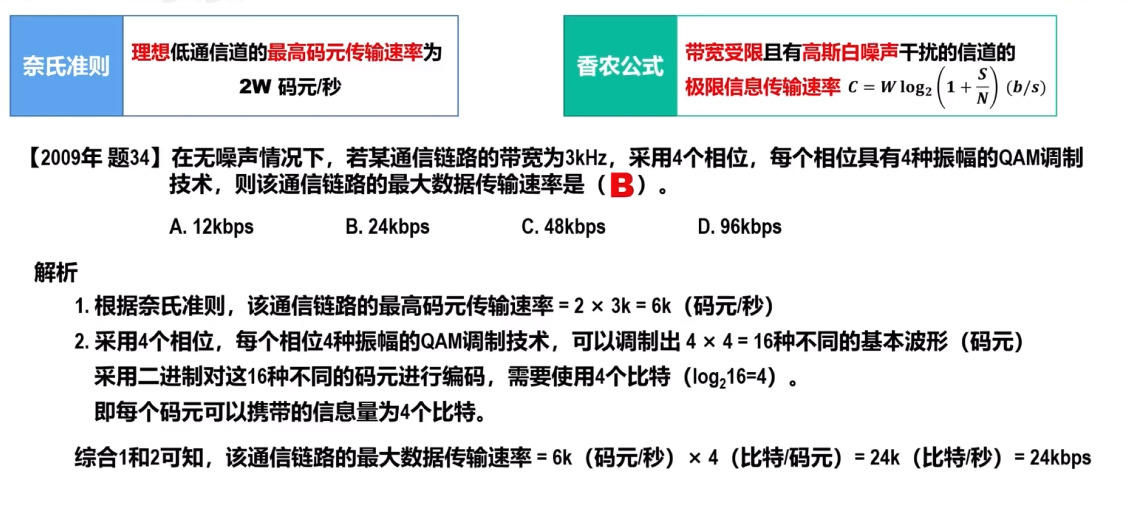 奈氏准则
理想低通信道的最高码元传输速率为
2W 码元/秒
香农公式
带宽受限且有高斯白噪声干扰的信道的
极限信息传输速率 C = W log₂(1 + S/N) (b/s)
【2009年 题34】在无噪声情况下，若某通信链路的带宽为3kHz，采用4个相位，每个相位具有4种振幅的QAM调制
技术，则该通信链路的最大数据传输速率是（B）。
A. 12kbps B. 24kbps C. 48kbps D. 96kbps
解析
1. 根据奈氏准则，该通信链路的最高码元传输速率 = 2 × 3k = 6k（码元/秒）
2. 采用4个相位，每个相位4种振幅的QAM调制技术，可以调制出 4 × 4 = 16种不同的基本波形（码元）
采用二进制对这16种不同的码元进行编码，需要使用4个比特（log₂16=4）。
即每个码元可以携带的信息量为4个比特。
综合1和2可知，该通信链路的最大数据传输速率 = 6k（码元/秒）× 4（比特/码元）= 24k（比特/秒）= 24kbps